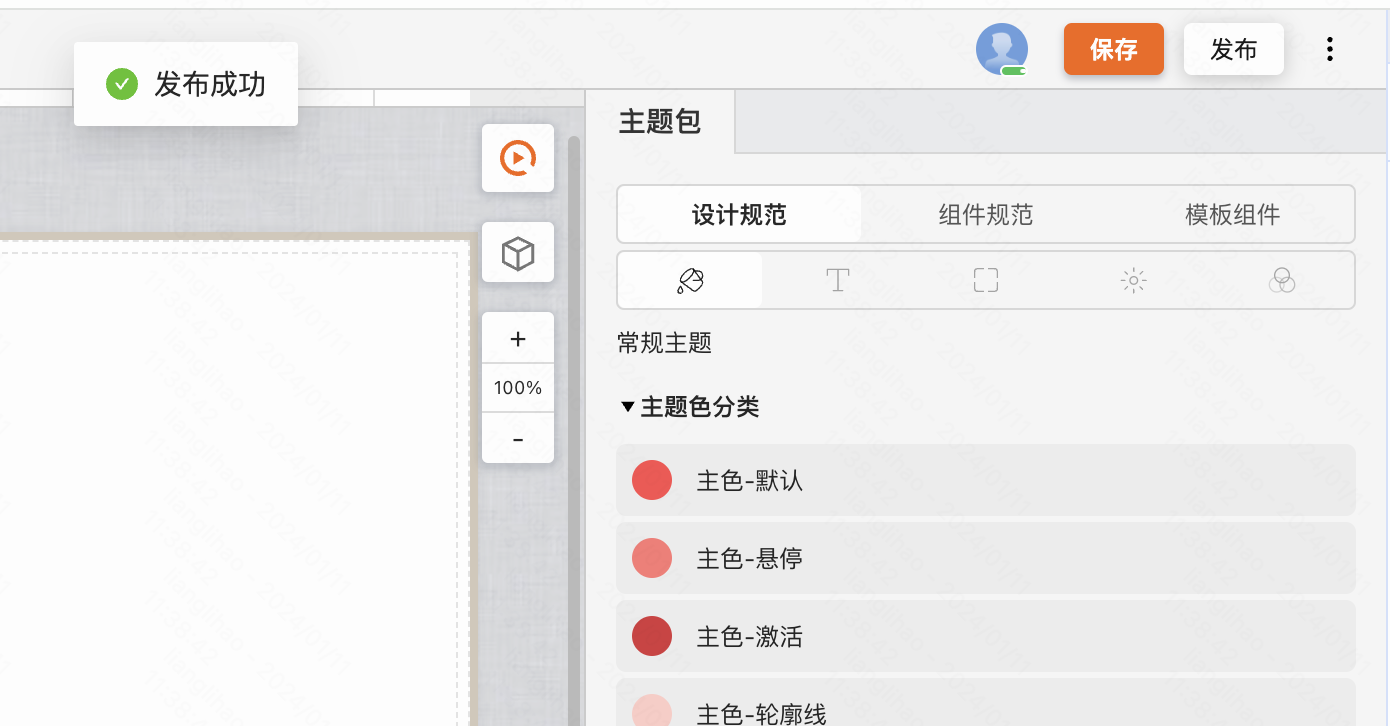 发布成功
保存
发布
主题包
设计规范
组件规范
模板组件
常规主题
主题色分类
+
100%
-
主色-默认
主色-悬停
主色-激活
主色-轮廓线